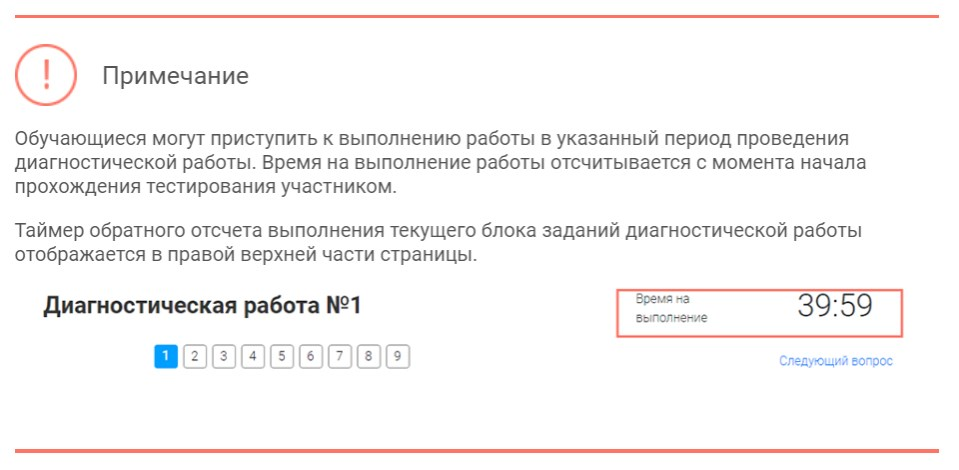 !
Примечание
Обучающиеся могут приступить к выполнению работы в указанный период проведения
диагностической работы. Время на выполнение работы отсчитывается с момента начала
прохождения тестирования участником.
Таймер обратного отсчета выполнения текущего блока заданий диагностической работы
отображается в правой верхней части страницы.
Диагностическая работа №1
Время на
выполнение
39:59
1 2 3 4 5 6 7 8 9
Следующий вопрос